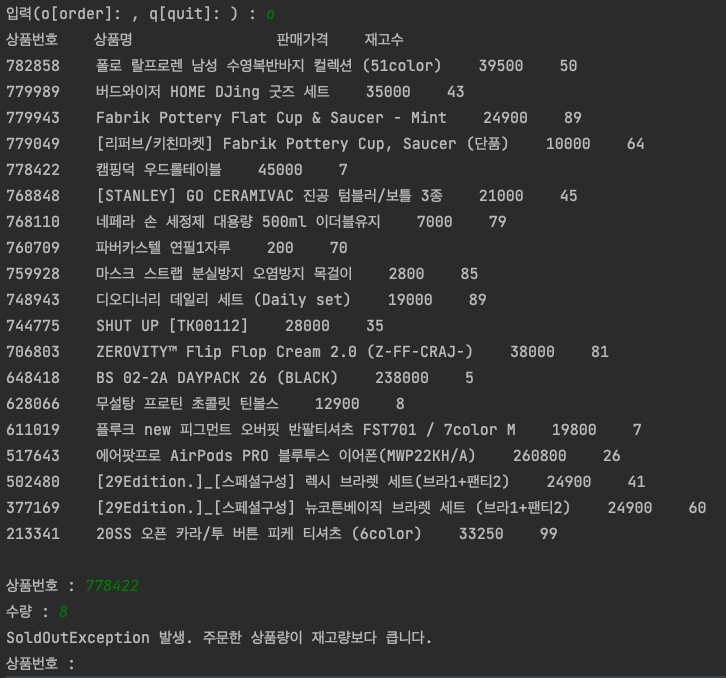 입력(o[order]: , q[quit]: ) : o
상품번호 상품명 판매가격 재고수
782858 폴로 랄프로렌 남성 수영복반바지 컬렉션 (51color) 39500 50
779989 버드와이저 HOME DJing 굿즈 세트 35000 43
779943 Fabrik Pottery Flat Cup & Saucer - Mint 24900 89
779049 [리퍼브/키친마켓] Fabrik Pottery Cup, Saucer (단품) 10000 64
778422 캠핑덕 우드롤테이블 45000 7
768848 [STANLEY] GO CERAMIVAC 진공 텀블러/보틀 3종 21000 45
768110 네페라 손 세정제 대용량 500ml 이더블유지 7000 79
760709 파버카스텔 연필1자루 200 70
759928 마스크 스트랩 분실방지 오염방지 목걸이 2800 85
748943 디오디너리 데일리 세트 (Daily set) 19000 89
744775 SHUT UP [TK00112] 28000 35
706803 ZEROVITY™ Flip Flop Cream 2.0 (Z-FF-CRAJ-) 38000 81
648418 BS 02-2A DAYPACK 26 (BLACK) 238000 5
628066 무설탕 프로틴 초콜릿 틴볼스 12900 8
611019 플루크 new 피그먼트 오버핏 반팔티셔츠 FST701 / 7color M 19800 7
517643 에어팟프로 AirPods PRO 블루투스 이어폰(MWP22KH/A) 260800 26
502480 [29Edition.]_[스페셜구성] 렉시 브라렛 세트(브라1+팬티2) 24900 41
377169 [29Edition.]_[스페셜구성] 뉴코튼베이직 브라렛 세트 (브라1+팬티2) 24900 60
213341 20SS 오픈 카라/투 버튼 피케 티셔츠 (6color) 33250 99
상품번호 : 778422
수량 : 8
SoldOutException 발생. 주문한 상품량이 재고량보다 큽니다.
상품번호 :